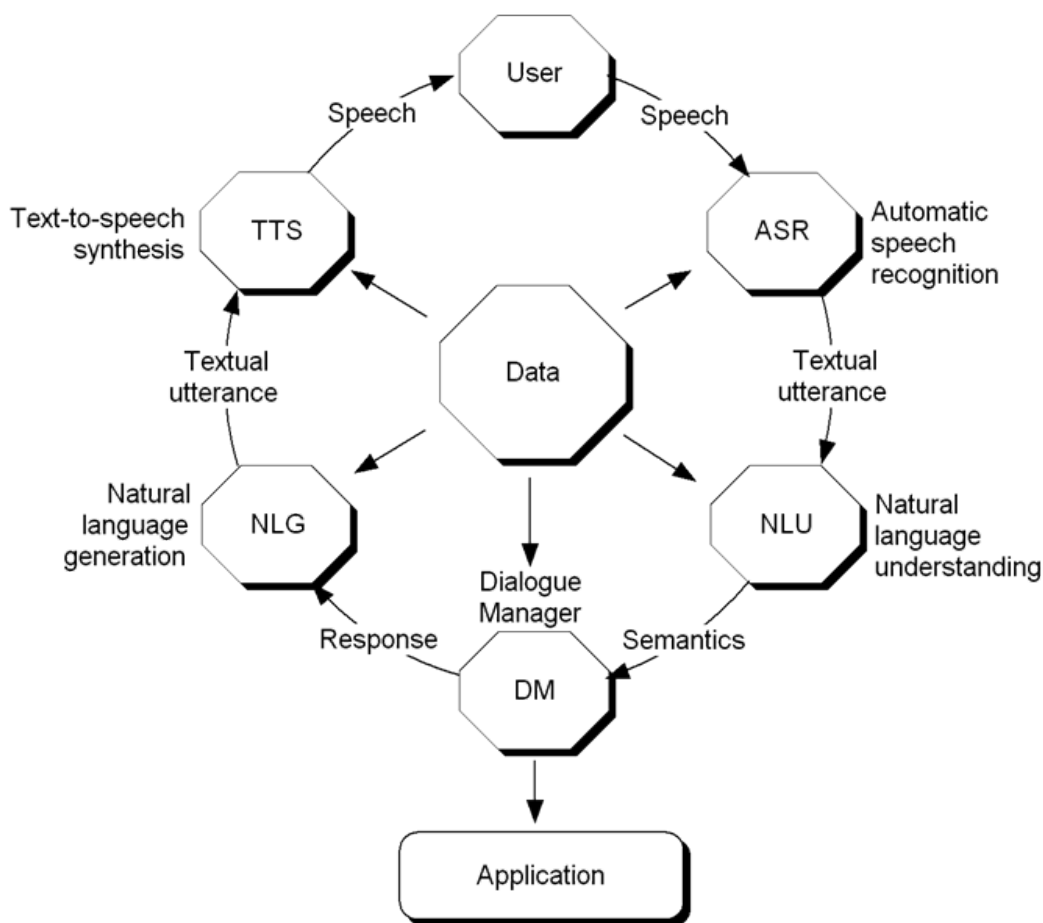 User
Speech
Speech
Text-to-speech
synthesis
TTS
ASR
Automatic
speech
recognition
Textual
utterance
Data
Textual
utterance
Natural
language
generation
NLG
NLU
Natural
language
understanding
Dialogue
Manager
Response
Semantics
DM
Application